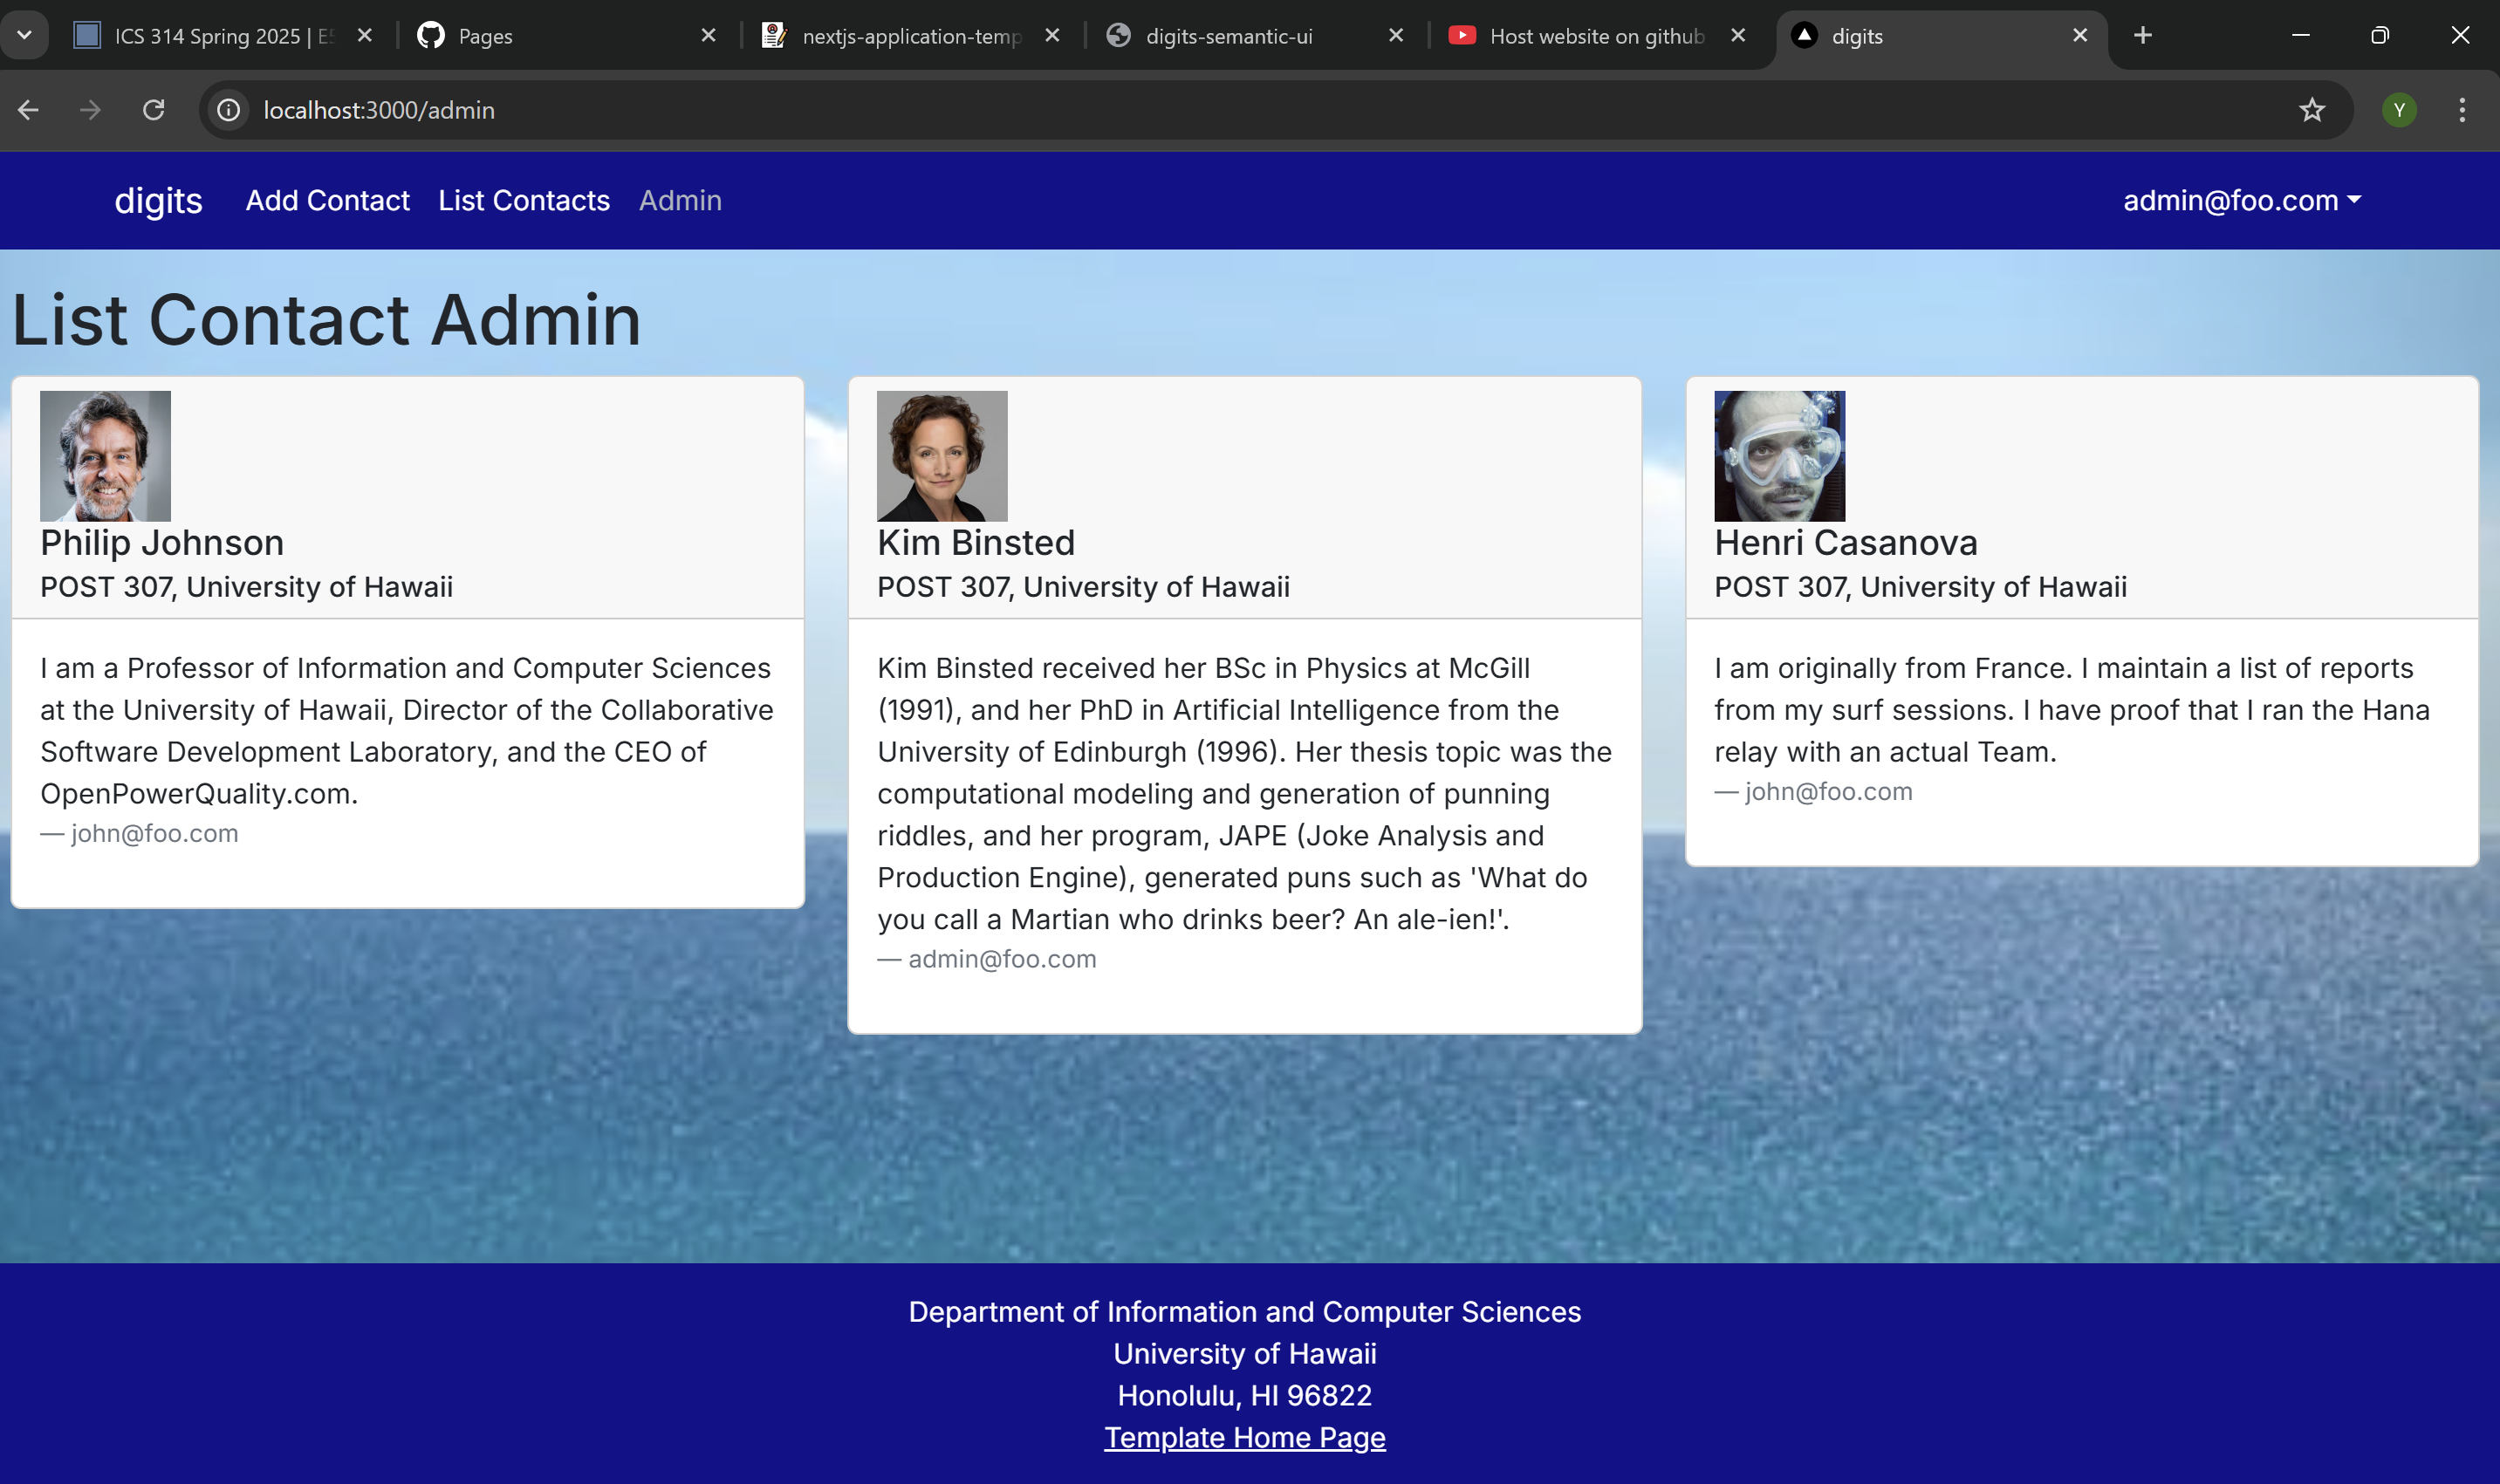 ICS 314 Spring 2025 | E5
Pages
nextjs-application-temp
digits-semantic-ui
Host website on github
digits
localhost:3000/admin
Y
digits
Add Contact
List Contacts
Admin
admin@foo.com
List Contact Admin
Philip Johnson
POST 307, University of Hawaii
I am a Professor of Information and Computer Sciences
at the University of Hawaii, Director of the Collaborative
Software Development Laboratory, and the CEO of
OpenPowerQuality.com.
— john@foo.com
Kim Binsted
POST 307, University of Hawaii
Kim Binsted received her BSc in Physics at McGill
(1991), and her PhD in Artificial Intelligence from the
University of Edinburgh (1996). Her thesis topic was the
computational modeling and generation of punning
riddles, and her program, JAPE (Joke Analysis and
Production Engine), generated puns such as 'What do
you call a Martian who drinks beer? An ale-ien!'.
— admin@foo.com
Henri Casanova
POST 307, University of Hawaii
I am originally from France. I maintain a list of reports
from my surf sessions. I have proof that I ran the Hana
relay with an actual Team.
— john@foo.com
Department of Information and Computer Sciences
University of Hawaii
Honolulu, HI 96822
Template Home Page